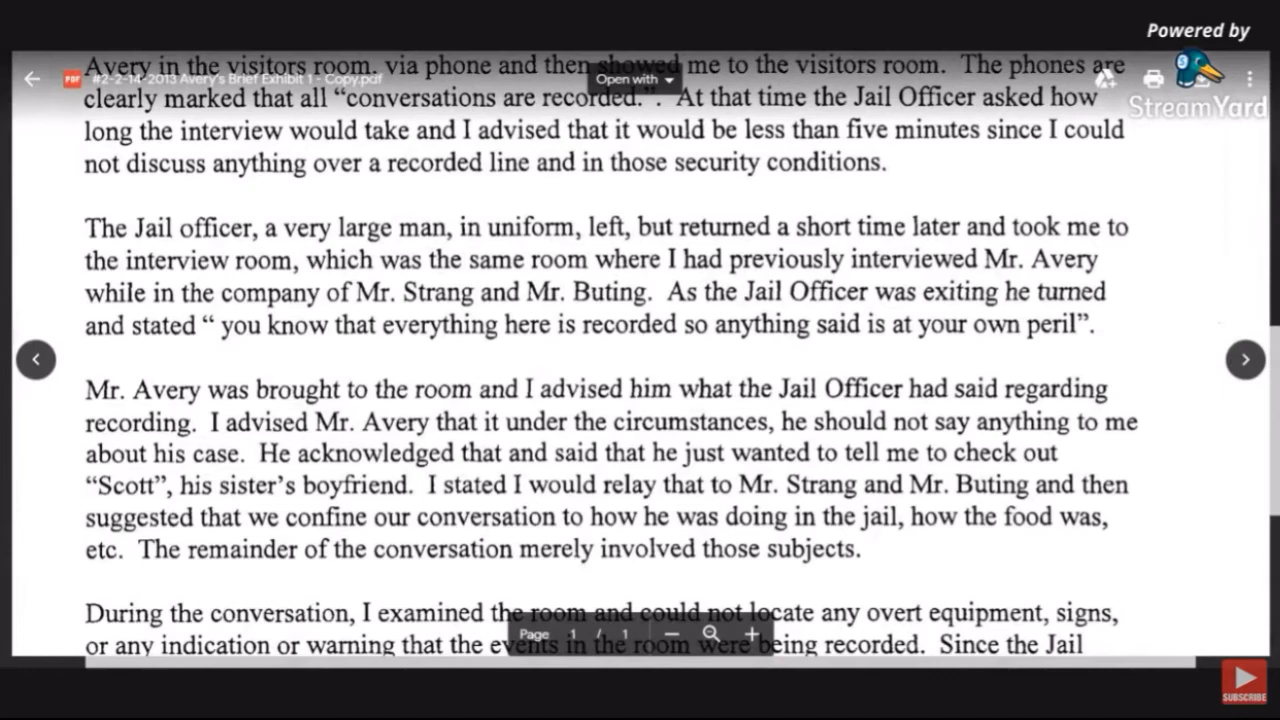 Powered by
Avery in the visitors room. via phone and then showed me to the visitors room. The phones are
#2-2-14-2013 Avery's Brief Exhibit 1 - Copy.pdf
Open with
StreamYard
clearly marked that all “conversations are recorded.”. At that time the Jail Officer asked how
long the interview would take and I advised that it would be less than five minutes since I could
not discuss anything over a recorded line and in those security conditions.
The Jail officer, a very large man, in uniform, left, but returned a short time later and took me to
the interview room, which was the same room where I had previously interviewed Mr. Avery
while in the company of Mr. Strang and Mr. Buting. As the Jail Officer was exiting he turned
and stated “ you know that everything here is recorded so anything said is at your own peril”.
Mr. Avery was brought to the room and I advised him what the Jail Officer had said regarding
recording. I advised Mr. Avery that it under the circumstances, he should not say anything to me
about his case. He acknowledged that and said that he just wanted to tell me to check out
“Scott”, his sister’s boyfriend. I stated I would relay that to Mr. Strang and Mr. Buting and then
suggested that we confine our conversation to how he was doing in the jail, how the food was,
etc. The remainder of the conversation merely involved those subjects.
During the conversation, I examined the room and could not locate any overt equipment, signs,
Page 1 / 1
or any indication or warning that the events in the room were being recorded. Since the Jail
SUBSCRIBE